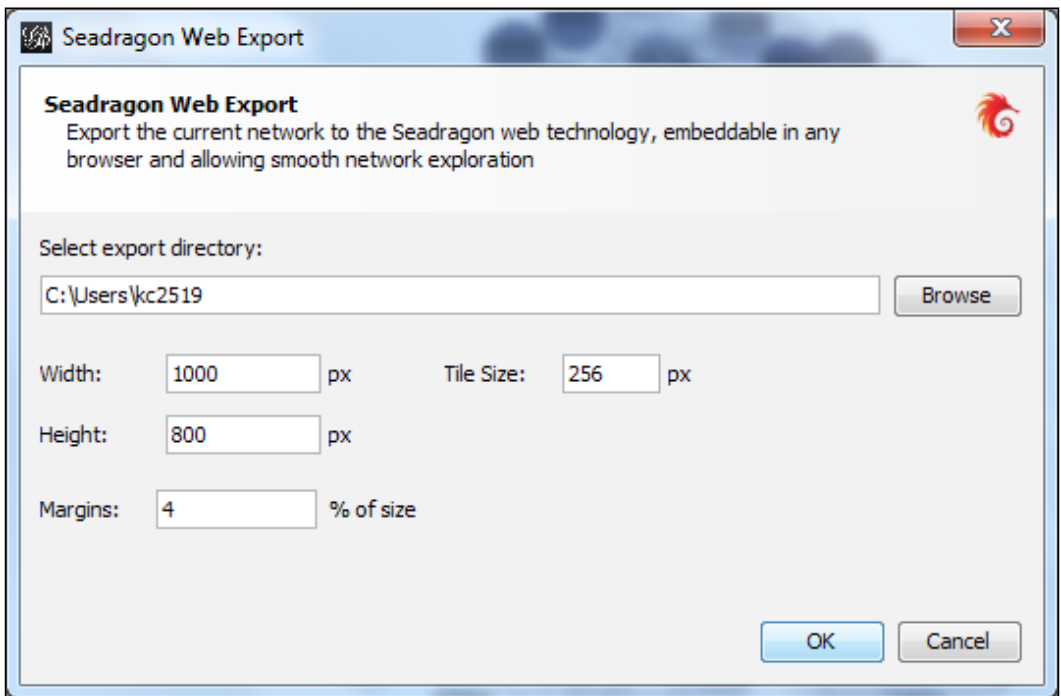 Seadragon Web Export
Seadragon Web Export
Export the current network to the Seadragon web technology, embeddable in any
browser and allowing smooth network exploration
Select export directory:
C:\Users\kc2519
Browse
Width: 1000 px Tile Size: 256 px
Height: 800 px
Margins: 4 % of size
OK Cancel